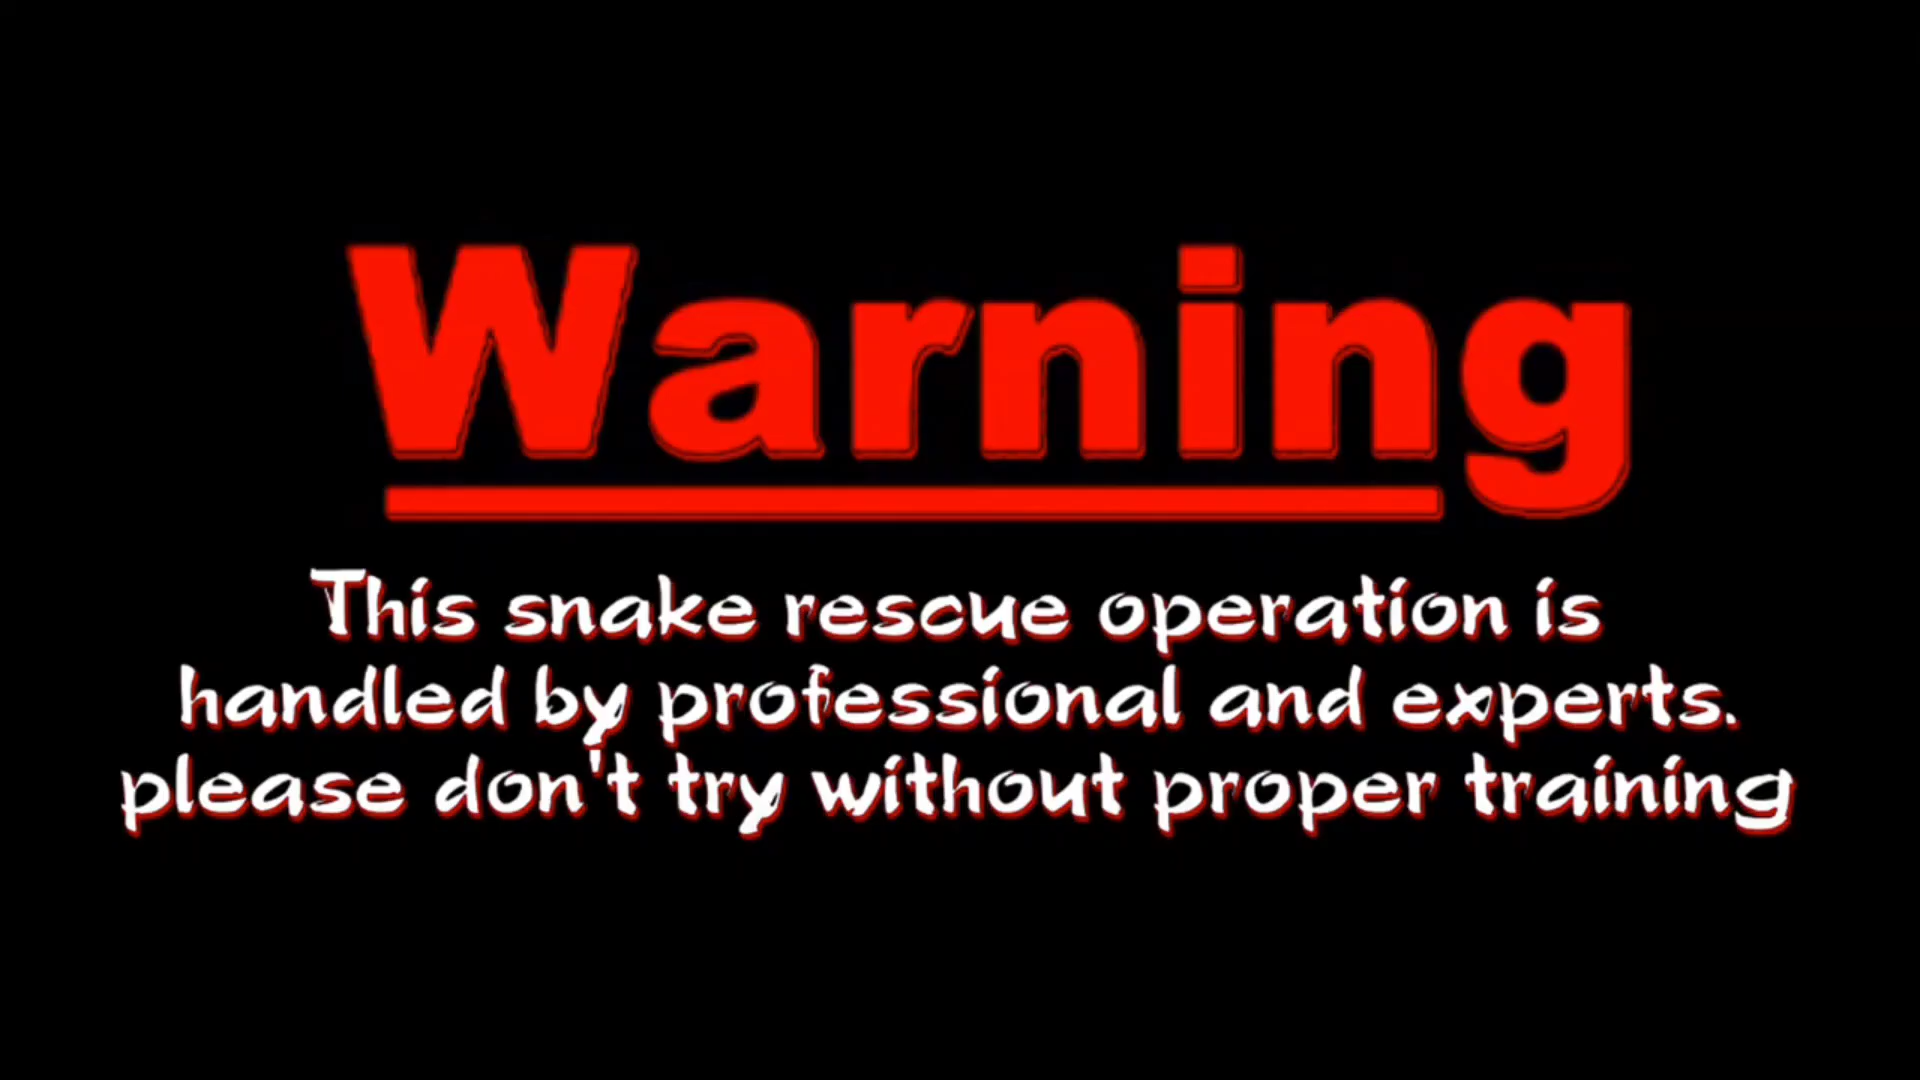 Warning
This snake rescue operation is
handled by professional and experts.
please don't try without proper training